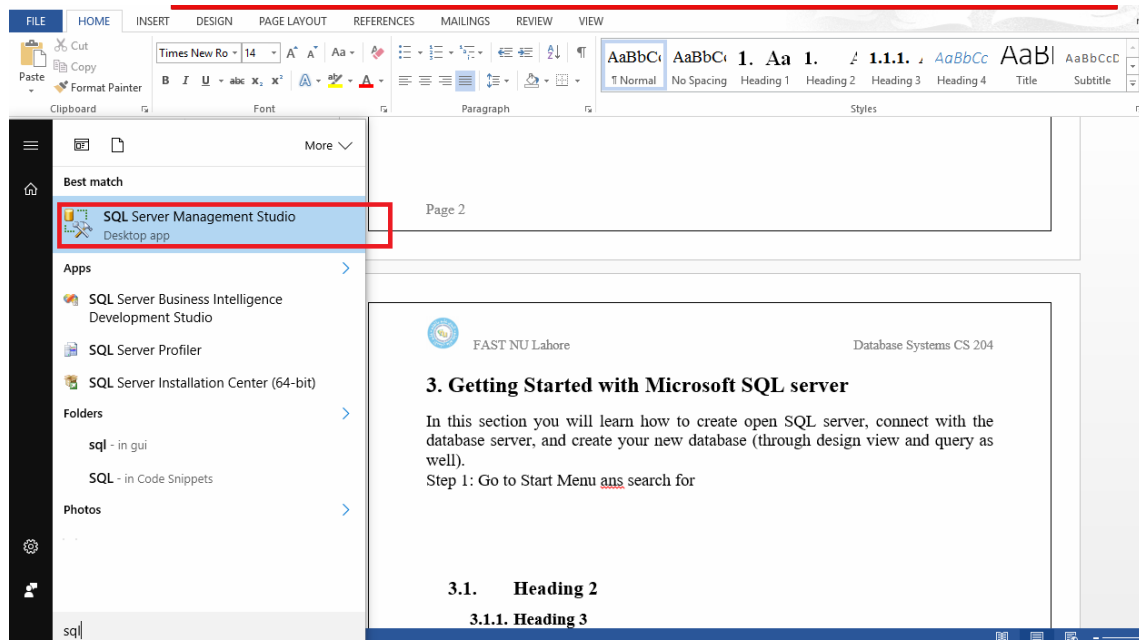 FILE HOME INSERT DESIGN PAGE LAYOUT REFERENCES MAILINGS REVIEW VIEW
Paste
Cut
Copy
Format Painter
Clipboard
Times New Ro 14 A A Aa
B I U abc X₂ X² A ab A
Font
Paragraph
AaBbC AaBbC 1. Aa 1. 1.1.1. AaBbCc AaB AaBbCcD
¶ Normal No Spacing Heading 1 Heading 2 Heading 3 Heading 4 Title Subtitle
Styles
More
Best match
SQL Server Management Studio
Desktop app
Apps
SQL Server Business Intelligence
Development Studio
SQL Server Profiler
SQL Server Installation Center (64-bit)
Folders
sql - in gui
SQL - in Code Snippets
Photos
sql
Page 2
FAST NU Lahore Database Systems CS 204
3. Getting Started with Microsoft SQL server
In this section you will learn how to create open SQL server, connect with the
database server, and create your new database (through design view and query as
well).
Step 1: Go to Start Menu ans search for
3.1. Heading 2
3.1.1. Heading 3